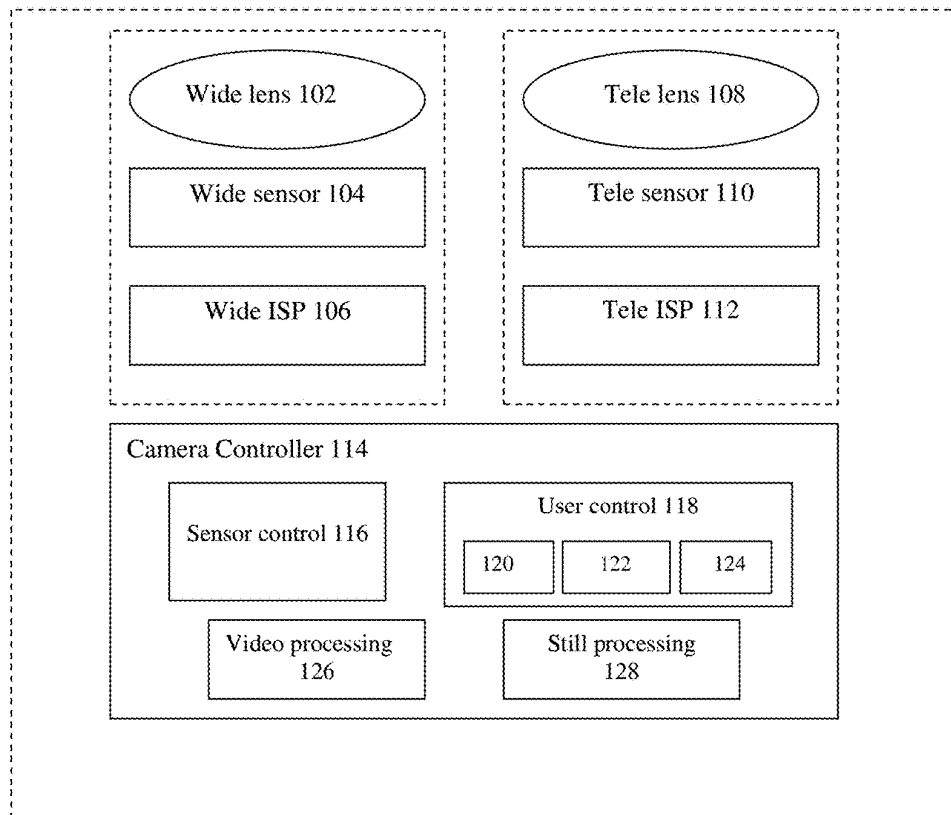 Wide lens 102
Tele lens 108
Wide sensor 104
Tele sensor 110
Wide ISP 106
Tele ISP 112
Camera Controller 114
Sensor control 116
User control 118
120
122
124
Video processing
126
Still processing
128